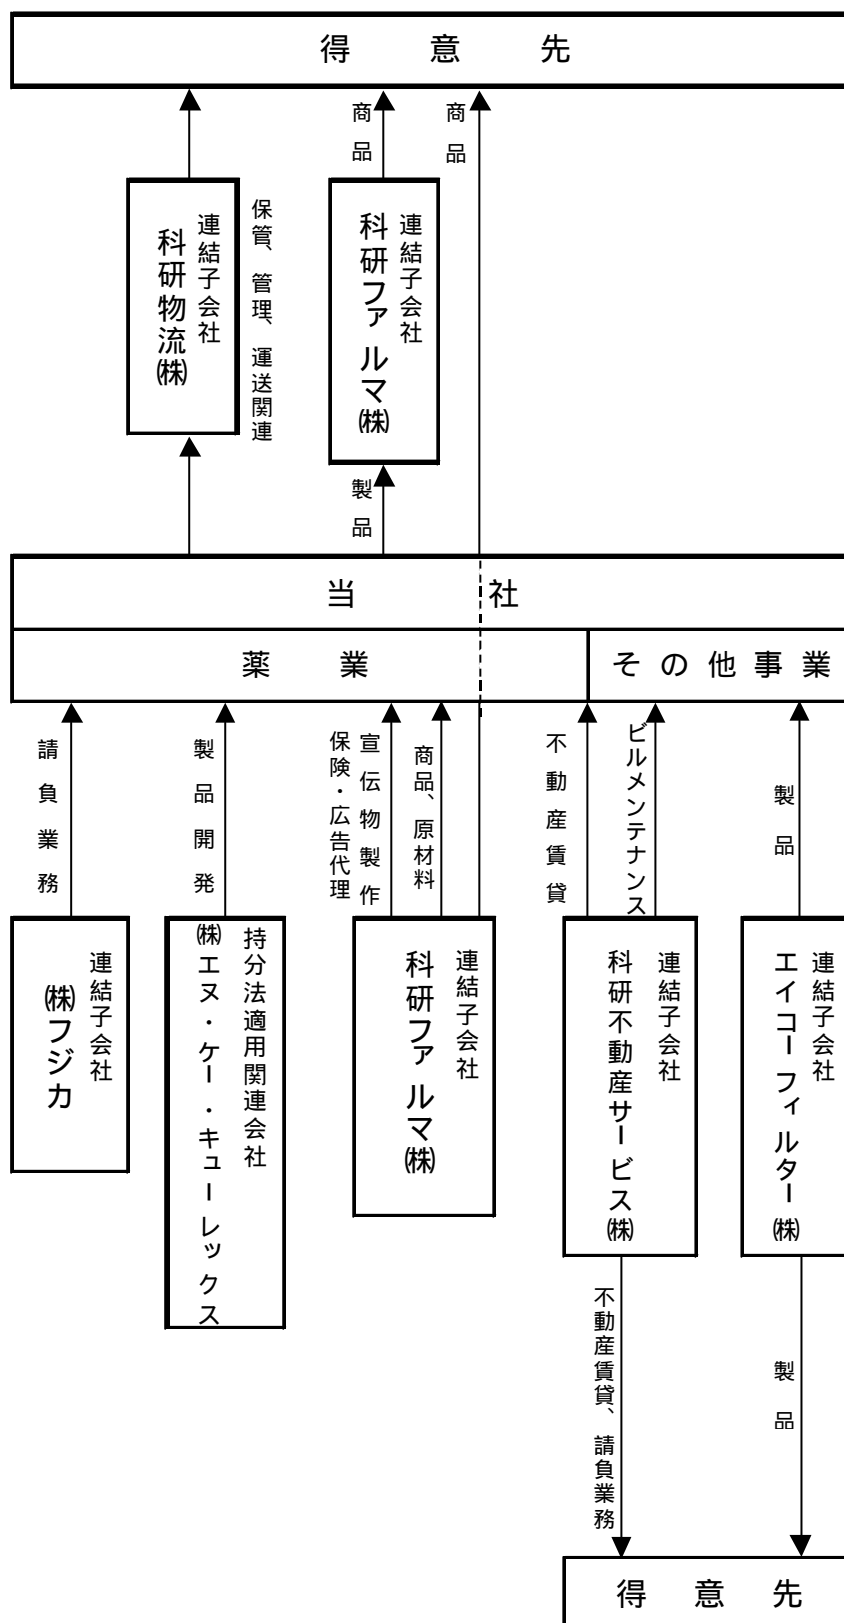 得意先
商品
商品
連結子会社
科研物流㈱
保管、管理、運送関連
連結子会社
科研ファルマ㈱
製品
当社
薬業
その他事業
請負業務
製品開発
宣伝物製作
保険・広告代理
商品、原材料
不動産賃貸
ビルメンテナンス
製品
連結子会社
㈱フジカ
持分法適用関連会社
㈱エヌ・ケー・キューレックス
連結子会社
科研ファルマ㈱
連結子会社
科研不動産サービス㈱
連結子会社
エイコーフィルター㈱
不動産賃貸、請負業務
製品
得意先